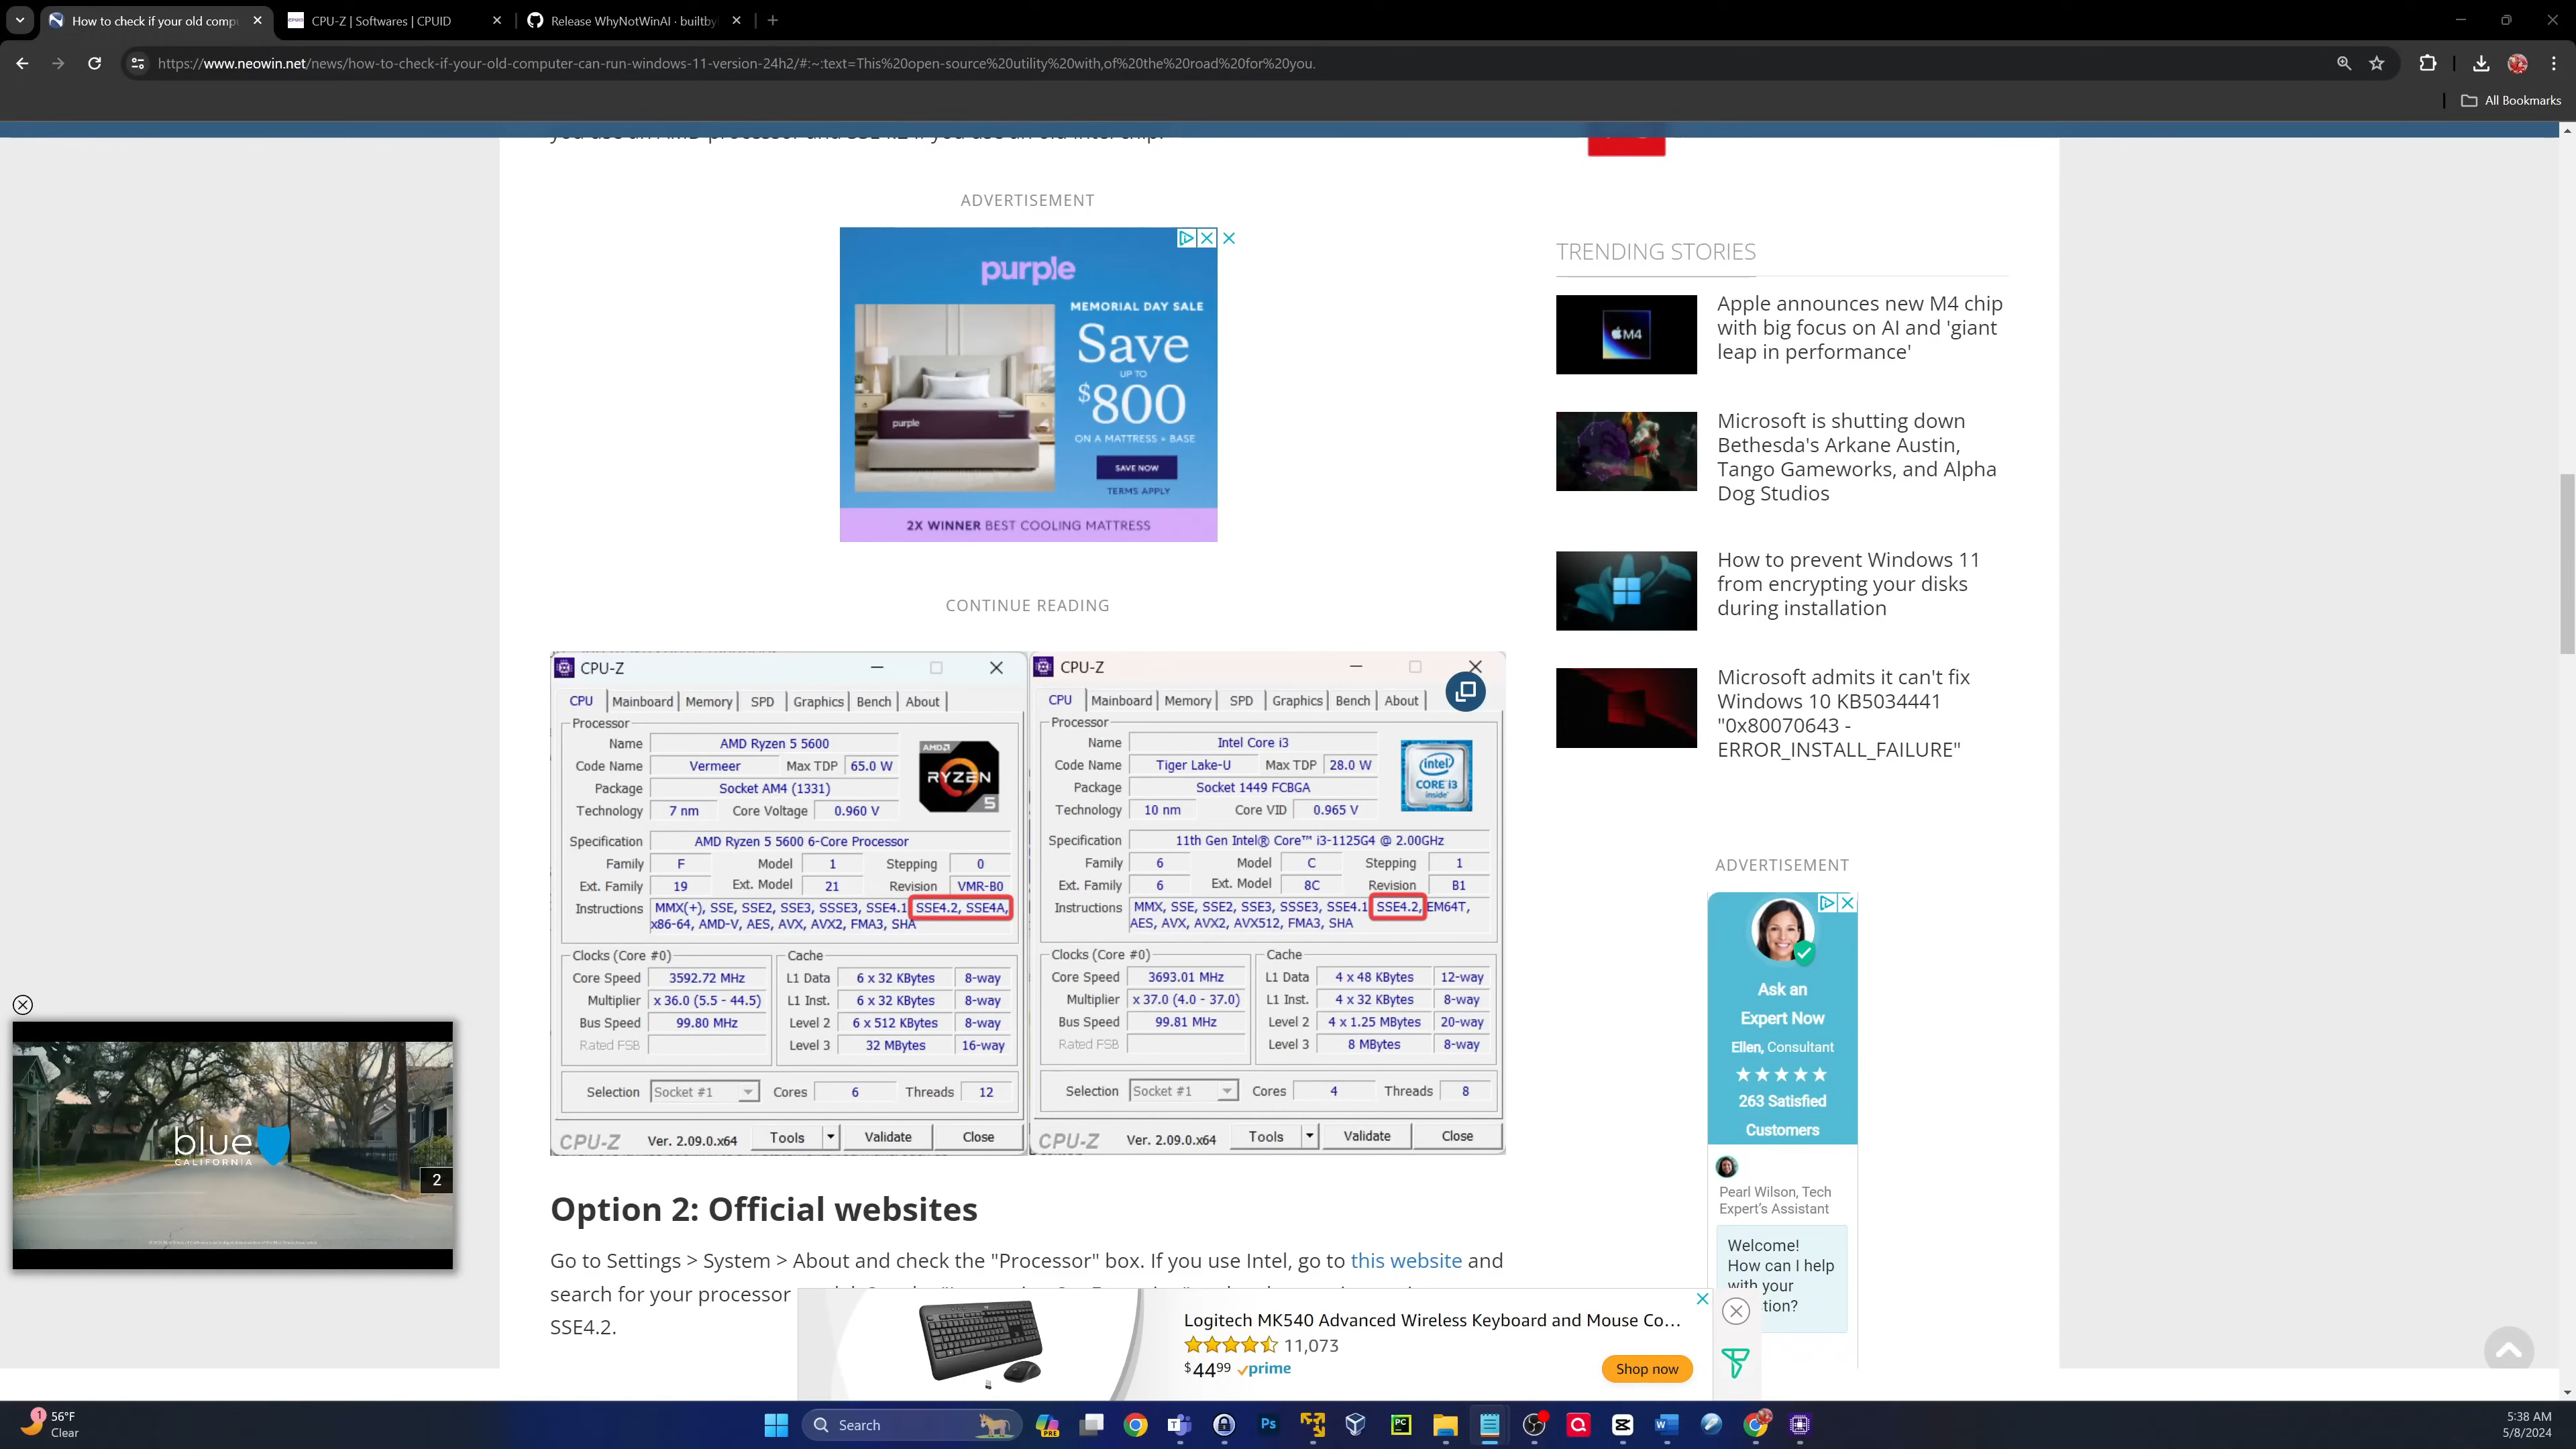 How to check if your old compu
CPU-Z | Softwares | CPUID
Release WhyNotWinAI · builtby
https://www.neowin.net/news/how-to-check-if-your-old-computer-can-run-windows-11-version-24h2/#:~:text=This%20open-source%20utility%20with,of%20the%20road%20for%20you.
All Bookmarks
ADVERTISEMENT
purple
MEMORIAL DAY SALE
Save
UP TO
$800
ON A MATTRESS + BASE
purple
SAVE NOW
TERMS APPLY
2X WINNER BEST COOLING MATTRESS
CONTINUE READING
CPU-Z
CPU Mainboard Memory SPD Graphics Bench About
Processor
Name AMD Ryzen 5 5600
Code Name Vermeer Max TDP 65.0 W
Package Socket AM4 (1331)
Technology 7 nm Core Voltage 0.960 V
AMD
RYZEN
5
Specification AMD Ryzen 5 5600 6-Core Processor
Family F Model 1 Stepping 0
Ext. Family 19 Ext. Model 21 Revision VMR-B0
Instructions MMX(+), SSE, SSE2, SSE3, SSSE3, SSE4.1 SSE4.2, SSE4A,
x86-64, AMD-V, AES, AVX, AVX2, FMA3, SHA
Clocks (Core #0) Cache
Core Speed 3592.72 MHz L1 Data 6 x 32 KBytes 8-way
Multiplier x 36.0 (5.5 - 44.5) L1 Inst. 6 x 32 KBytes 8-way
Bus Speed 99.80 MHz Level 2 6 x 512 KBytes 8-way
Rated FSB Level 3 32 MBytes 16-way
Selection Socket #1 Cores 6 Threads 12
CPU-Z Ver. 2.09.0.x64 Tools Validate Close
CPU-Z
CPU Mainboard Memory SPD Graphics Bench About
Processor
Name Intel Core i3
Code Name Tiger Lake-U Max TDP 28.0 W
Package Socket 1449 FCBGA
Technology 10 nm Core VID 0.965 V
intel
CORE i3
inside
Specification 11th Gen Intel® Core™ i3-1125G4 @ 2.00GHz
Family 6 Model C Stepping 1
Ext. Family 6 Ext. Model 8C Revision B1
Instructions MMX, SSE, SSE2, SSE3, SSSE3, SSE4.1 SSE4.2, EM64T,
AES, AVX, AVX2, AVX512, FMA3, SHA
Clocks (Core #0) Cache
Core Speed 3693.01 MHz L1 Data 4 x 48 KBytes 12-way
Multiplier x 37.0 (4.0 - 37.0) L1 Inst. 4 x 32 KBytes 8-way
Bus Speed 99.81 MHz Level 2 4 x 1.25 MBytes 20-way
Rated FSB Level 3 8 MBytes 8-way
Selection Socket #1 Cores 4 Threads 8
CPU-Z Ver. 2.09.0.x64 Tools Validate Close
Option 2: Official websites
Go to Settings > System > About and check the "Processor" box. If you use Intel, go to this website and
search for your processor
SSE4.2.
TRENDING STORIES
M4
Apple announces new M4 chip
with big focus on AI and 'giant
leap in performance'
Microsoft is shutting down
Bethesda's Arkane Austin,
Tango Gameworks, and Alpha
Dog Studios
How to prevent Windows 11
from encrypting your disks
during installation
Microsoft admits it can't fix
Windows 10 KB5034441
"0x80070643 -
ERROR_INSTALL_FAILURE"
ADVERTISEMENT
Ask an
Expert Now
Ellen, Consultant
263 Satisfied
Customers
Pearl Wilson, Tech
Expert's Assistant
Welcome!
How can I help
with your
tion?
blue
CALIFORNIA
2
Logitech MK540 Advanced Wireless Keyboard and Mouse Co...
11,073
$44.99 prime
Shop now
1
56°F
Clear
Search
PRE
Ps
PC
W
5:38 AM
5/8/2024